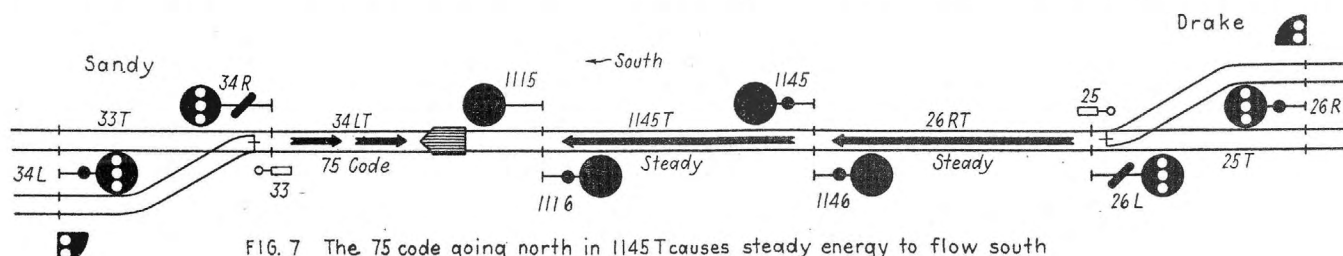 Drake
Sandy
←South
34R
1115
1145
25
26R
33T
34LT
1145T
26RT
34L
75 Code
Steady
Steady
25T
33
1116
1146
26L
FIG. 7 The 75 code going north in 1145T causes steady energy to flow south